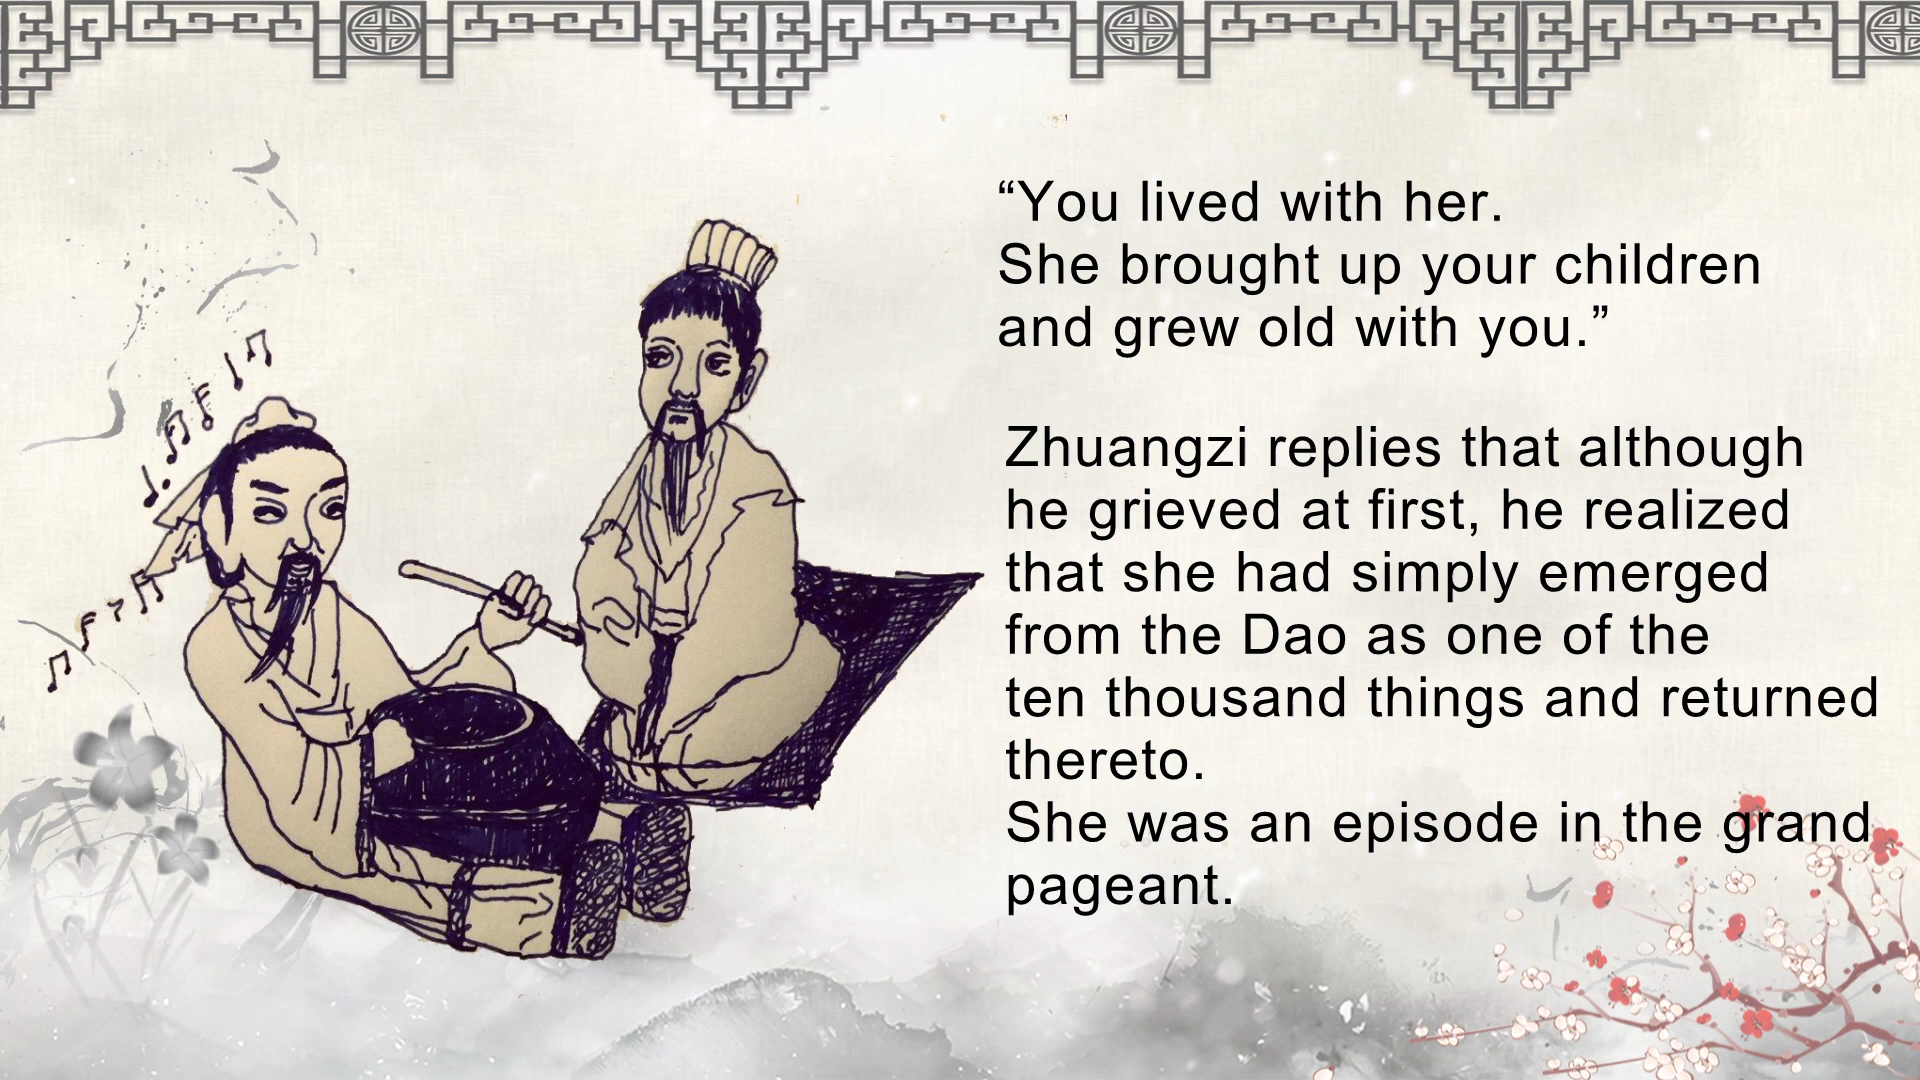 “You lived with her.
She brought up your children
and grew old with you.”
Zhuangzi replies that although
he grieved at first, he realized
that she had simply emerged
from the Dao as one of the
ten thousand things and returned
thereto.
She was an episode in the grand
pageant.